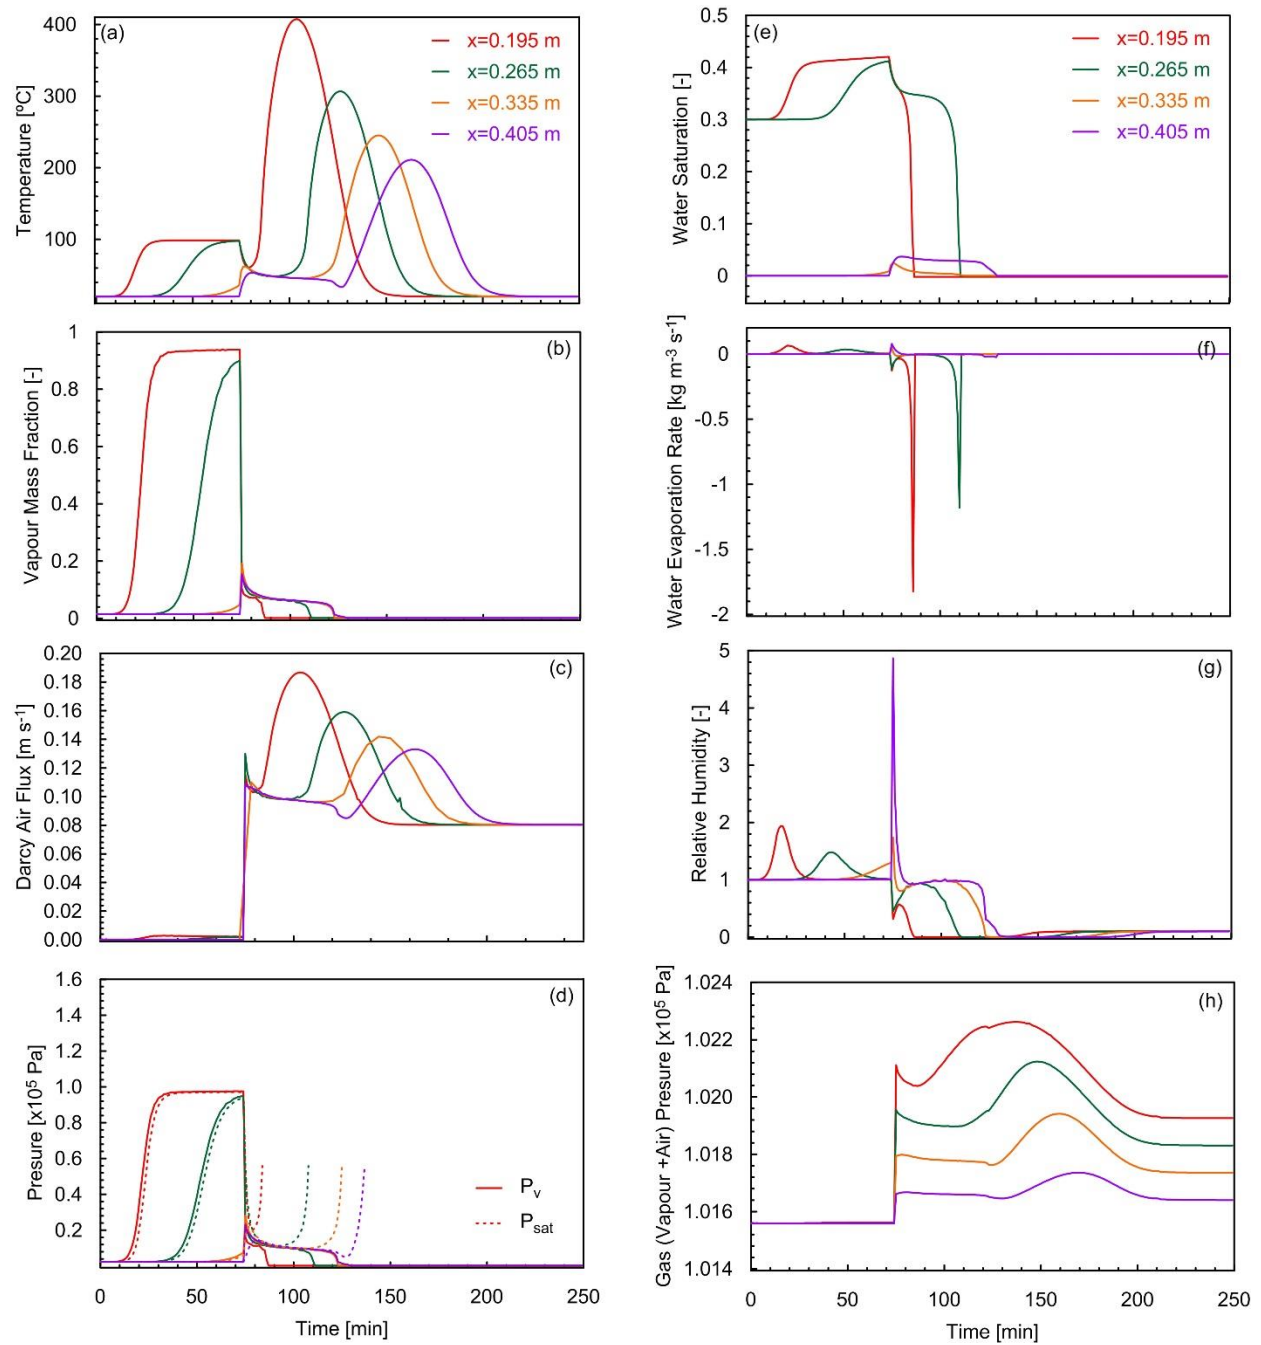 (a)
x=0.195 m
x=0.265 m
x=0.335 m
x=0.405 m
Temperature [ºC]
400
300
200
100
(b)
Vapour Mass Fraction [-]
1
0.8
0.6
0.4
0.2
0
(c)
Darcy Air Flux [m s-1]
0.20
0.18
0.16
0.14
0.12
0.10
0.08
0.06
0.04
0.02
0.00
(d)
Presure [x10⁵ Pa]
1.6
1.4
1.2
1.0
0.8
0.6
0.4
0.2
Pv
Psat
0 50 100 150 200 250
Time [min]
(e)
x=0.195 m
x=0.265 m
x=0.335 m
x=0.405 m
Water Saturation [-]
0.5
0.4
0.3
0.2
0.1
0
(f)
Water Evaporation Rate [kg m-3 s-1]
0
-0.5
-1
-1.5
-2
(g)
Relative Humidity [-]
5
4
3
2
1
0
(h)
Gas (Vapour +Air) Presure [x10⁵ Pa]
1.024
1.022
1.020
1.018
1.016
1.014
0 50 100 150 200 250
Time [min]